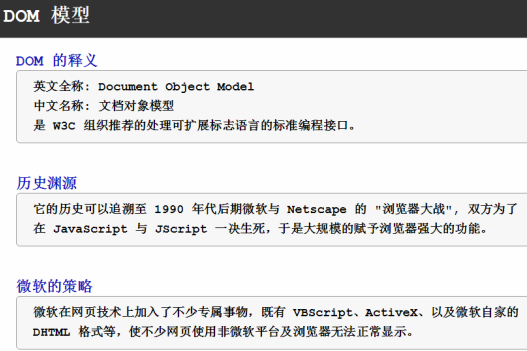 DOM 模型
DOM 的释义
英文全称: Document Object Model
中文名称: 文档对象模型
是 W3C 组织推荐的处理可扩展标志语言的标准编程接口。
历史渊源
它的历史可以追溯至 1990 年代后期微软与 Netscape 的 "浏览器大战", 双方为了
在 JavaScript 与 JScript 一决生死, 于是大规模的赋予浏览器强大的功能。
微软的策略
微软在网页技术上加入了不少专属事物, 既有 VBScript、ActiveX、以及微软自家的
DHTML 格式等, 使不少网页使用非微软平台及浏览器无法正常显示。